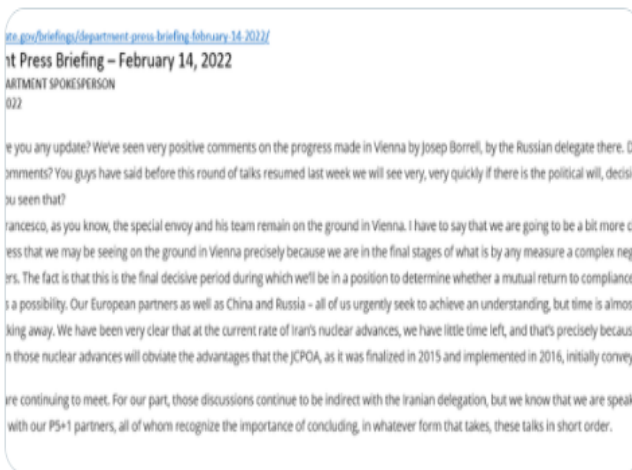 ate.gov/briefings/department-press-briefing-february-14-2022/
nt Press Briefing – February 14, 2022
ARTMENT SPOKESPERSON
022
e you any update? We've seen very positive comments on the progress made in Vienna by Josep Borrell, by the Russian delegate there. D
omments? You guys have said before this round of talks resumed last week we will see very, very quickly if there is the political will, decisi
ou seen that?
rancesco, as you know, the special envoy and his team remain on the ground in Vienna. I have to say that we are going to be a bit more c
ess that we may be seeing on the ground in Vienna precisely because we are in the final stages of what is by any measure a complex neg
ers. The fact is that this is the final decisive period during which we'll be in a position to determine whether a mutual return to compliance
s a possibility. Our European partners as well as China and Russia – all of us urgently seek to achieve an understanding, but time is almos
king away. We have been very clear that at the current rate of Iran's nuclear advances, we have little time left, and that's precisely becaus
n those nuclear advances will obviate the advantages that the JCPOA, as it was finalized in 2015 and implemented in 2016, initially convey
re continuing to meet. For our part, those discussions continue to be indirect with the Iranian delegation, but we know that we are speak
with our P5+1 partners, all of whom recognize the importance of concluding, in whatever form that takes, these talks in short order.